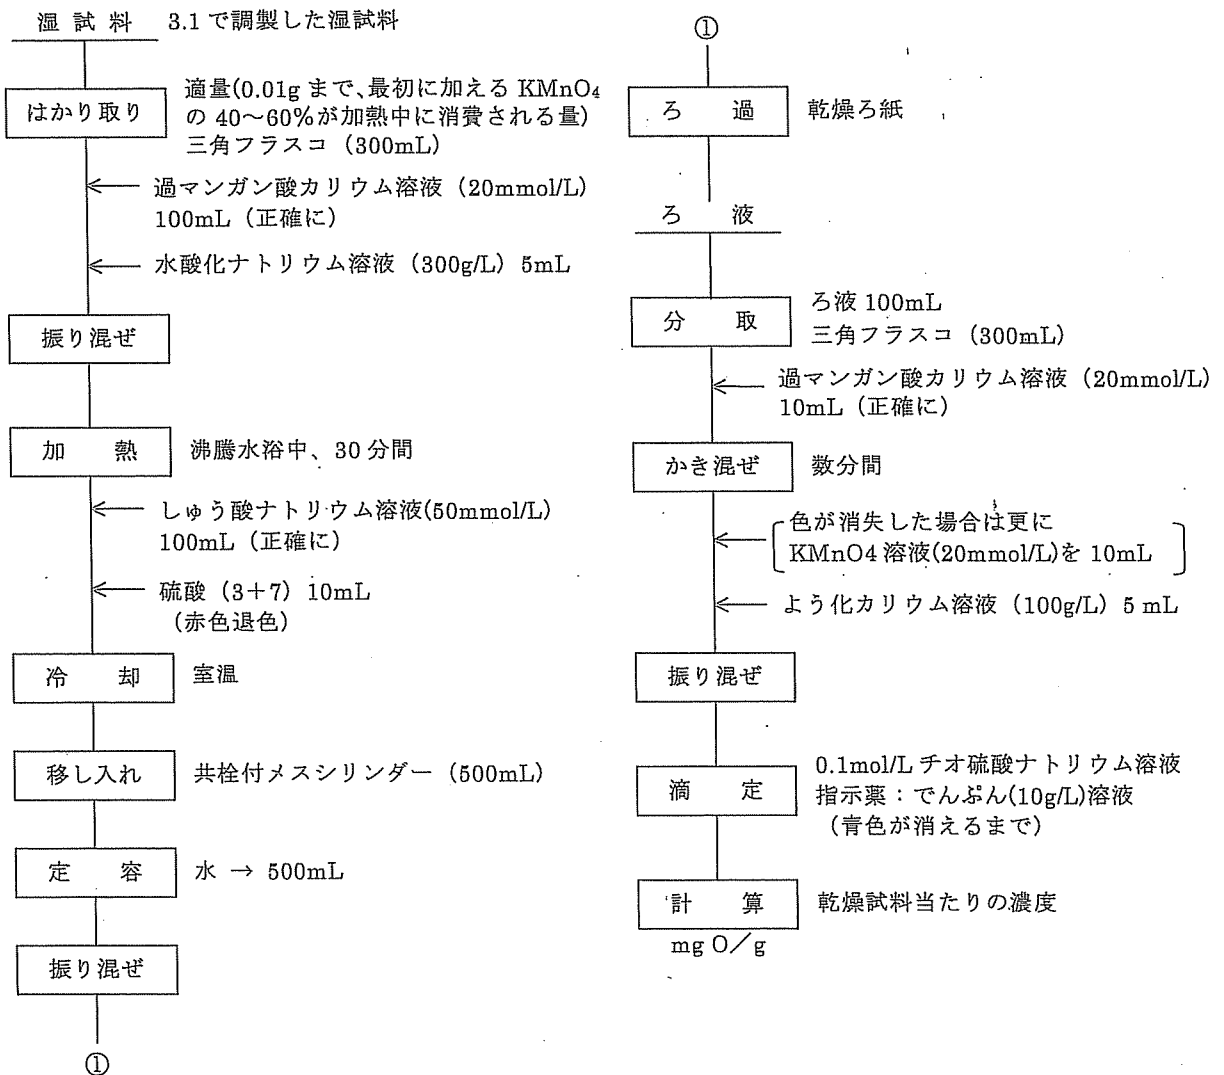 湿 試 料 3.1 で調製した湿試料
はかり取り
適量(0.01g まで、最初に加える KMnO4
の 40～60%が加熱中に消費される量)
三角フラスコ（300mL）
過マンガン酸カリウム溶液（20mmol/L）
100mL（正確に）
水酸化ナトリウム溶液（300g/L）5mL
振り混ぜ
加 熱 沸騰水浴中、30 分間
しゅう酸ナトリウム溶液(50mmol/L)
100mL（正確に）
硫酸（3+7）10mL
（赤色退色）
冷 却 室温
移し入れ 共栓付メスシリンダー（500mL）
定 容 水 → 500mL
振り混ぜ
①
①
ろ 過 乾燥ろ紙
ろ 液
分 取
ろ液 100mL
三角フラスコ（300mL）
過マンガン酸カリウム溶液（20mmol/L）
10mL（正確に）
かき混ぜ 数分間
色が消失した場合は更に
KMnO4 溶液(20mmol/L)を 10mL
よう化カリウム溶液（100g/L）5 mL
振り混ぜ
滴 定
0.1mol/L チオ硫酸ナトリウム溶液
指示薬：でんぷん(10g/L)溶液
（青色が消えるまで）
計 算 乾燥試料当たりの濃度
mg O／g